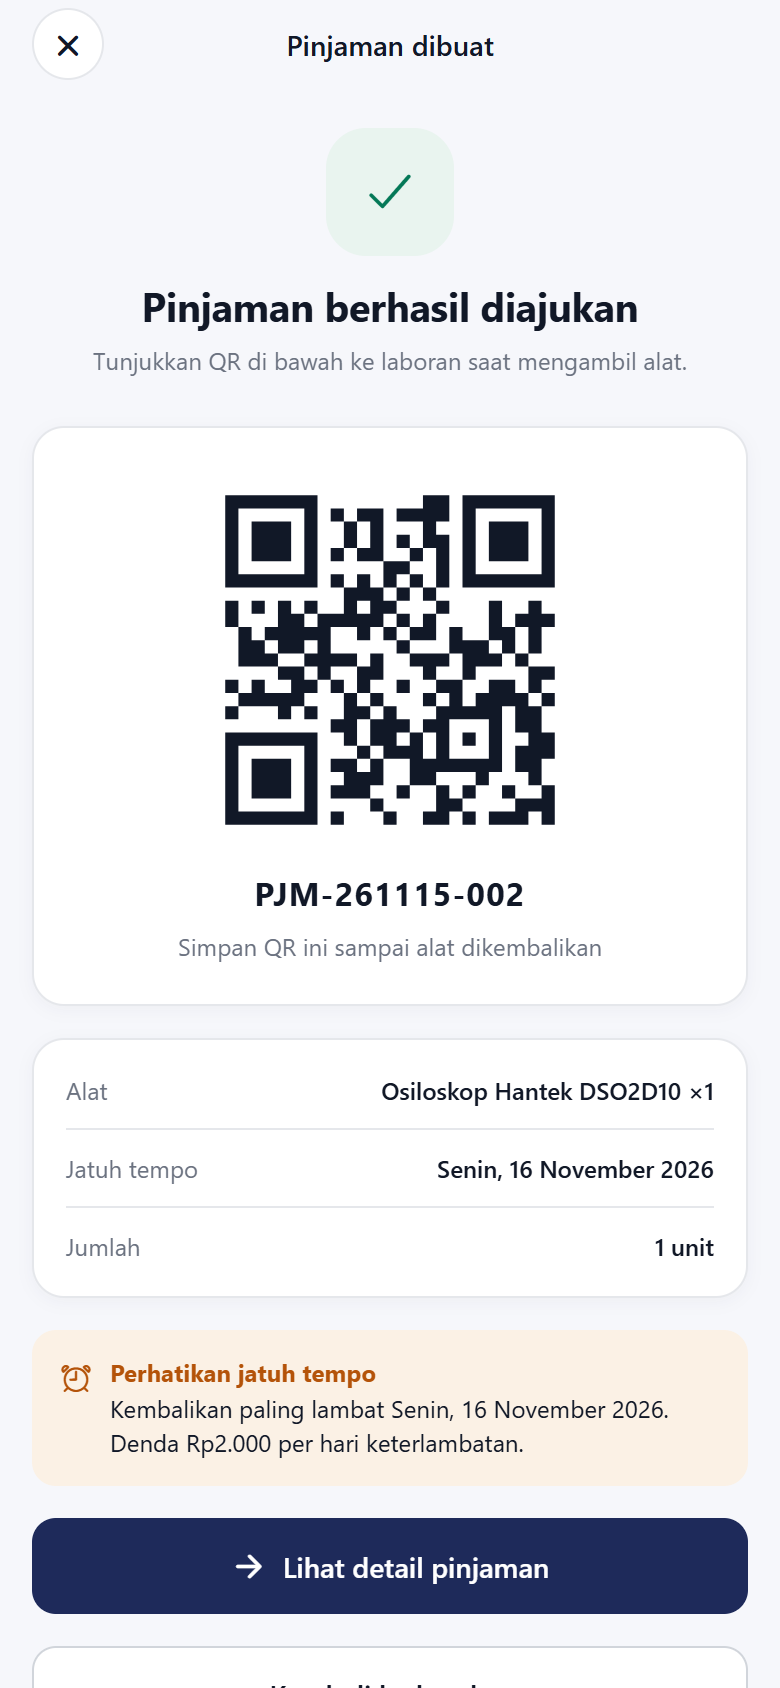 Pinjaman dibuat
Pinjaman berhasil diajukan
Tunjukkan QR di bawah ke laboran saat mengambil alat.
PJM-261115-002
Simpan QR ini sampai alat dikembalikan
Alat
Osiloskop Hantek DSO2D10 ×1
Jatuh tempo
Senin, 16 November 2026
Jumlah
1 unit
Perhatikan jatuh tempo
Kembalikan paling lambat Senin, 16 November 2026.
Denda Rp2.000 per hari keterlambatan.
Lihat detail pinjaman